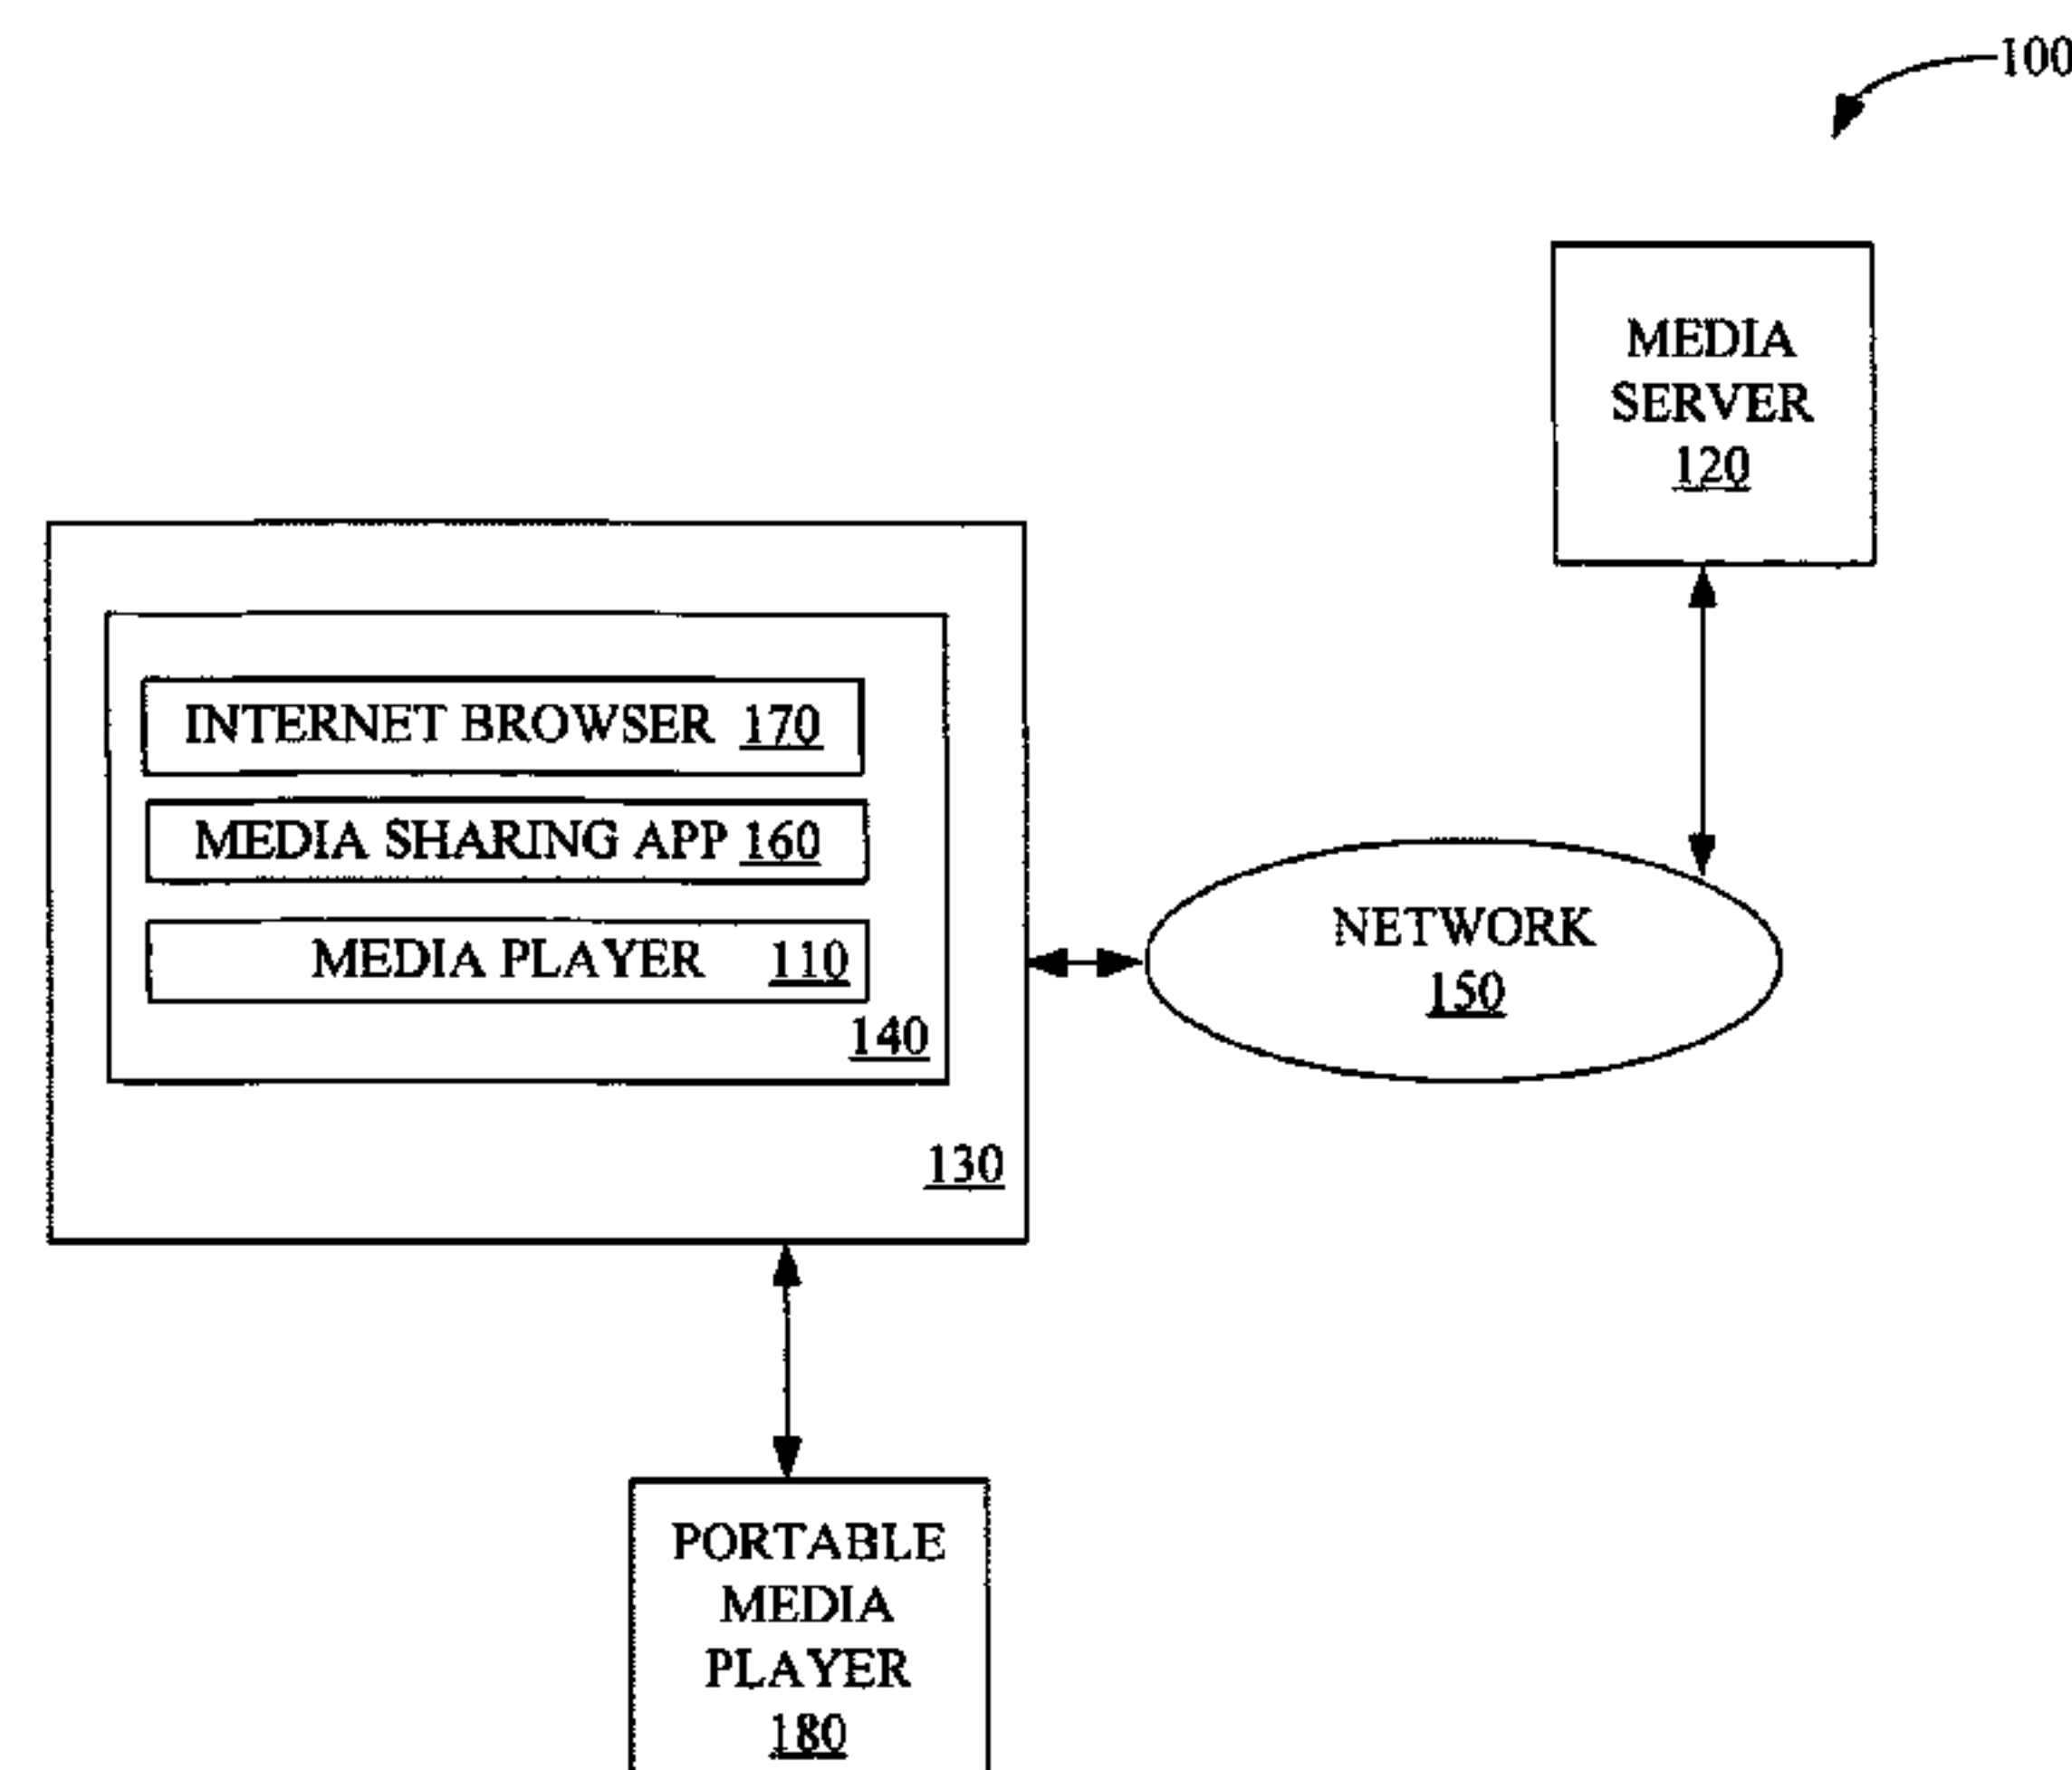 100
MEDIA
SERVER
120
INTERNET BROWSER 170
MEDIA SHARING APP 160
MEDIA PLAYER 110
140
130
NETWORK
150
PORTABLE
MEDIA
PLAYER
180